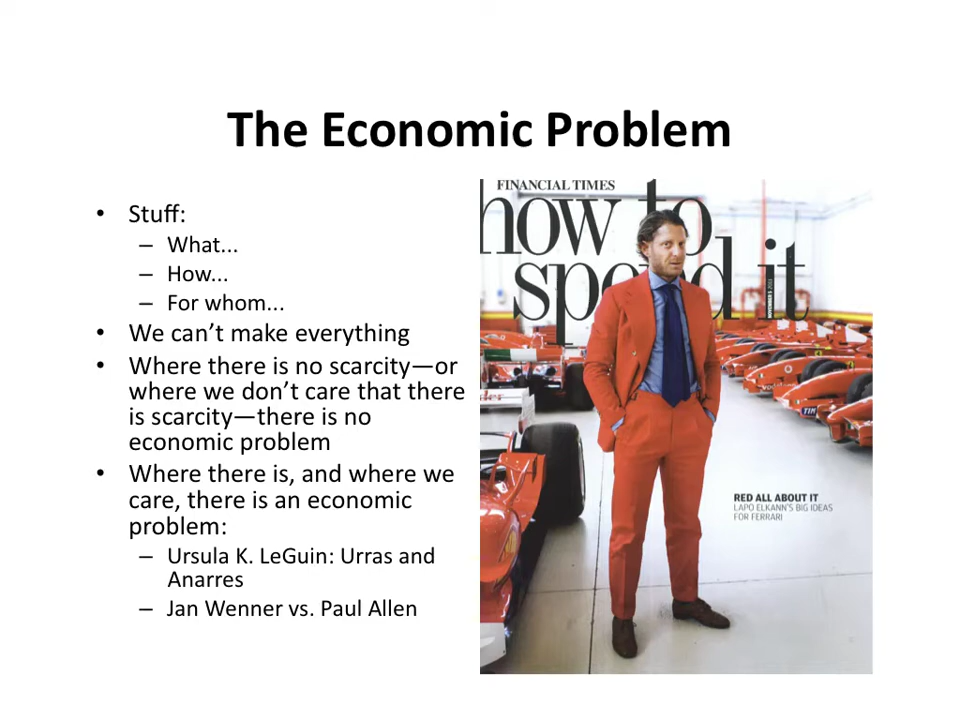 The Economic Problem
• Stuff:
– What...
– How...
– For whom...
• We can’t make everything
• Where there is no scarcity—or
where we don’t care that there
is scarcity—there is no
economic problem
• Where there is, and where we
care, there is an economic
problem:
– Ursula K. LeGuin: Urras and
Anarres
– Jan Wenner vs. Paul Allen
FINANCIAL TIMES
how to
spend it
RED ALL ABOUT IT
LAPO ELKANN'S BIG IDEAS
FOR FERRARI
TIM